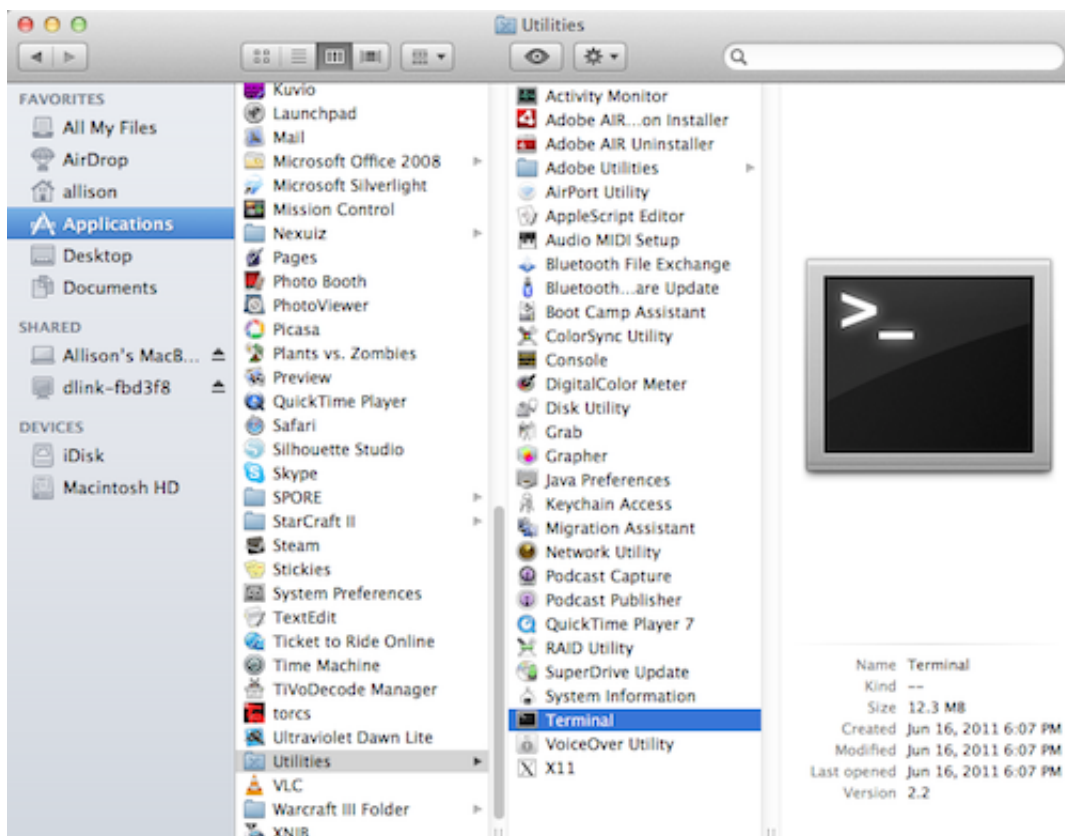 Utilities
FAVORITES
All My Files
AirDrop
allison
Applications
Desktop
Documents
SHARED
Allison's MacB...
dlink-fbd3f8
DEVICES
iDisk
Macintosh HD
Kuvio
Launchpad
Mail
Microsoft Office 2008
Microsoft Silverlight
Mission Control
Nexuiz
Pages
Photo Booth
PhotoViewer
Picasa
Plants vs. Zombies
Preview
QuickTime Player
Safari
Silhouette Studio
Skype
SPORE
StarCraft II
Steam
Stickies
System Preferences
TextEdit
Ticket to Ride Online
Time Machine
TiVoDecode Manager
torcs
Ultraviolet Dawn Lite
Utilities
VLC
Warcraft III Folder
XNJB
Activity Monitor
Adobe AIR...on Installer
Adobe AIR Uninstaller
Adobe Utilities
AirPort Utility
AppleScript Editor
Audio MIDI Setup
Bluetooth File Exchange
Bluetooth...are Update
Boot Camp Assistant
ColorSync Utility
Console
DigitalColor Meter
Disk Utility
Grab
Grapher
Java Preferences
Keychain Access
Migration Assistant
Network Utility
Podcast Capture
Podcast Publisher
QuickTime Player 7
RAID Utility
SuperDrive Update
System Information
Terminal
VoiceOver Utility
X11
>_
Name Terminal
Kind --
Size 12.3 MB
Created Jun 16, 2011 6:07 PM
Modified Jun 16, 2011 6:07 PM
Last opened Jun 16, 2011 6:07 PM
Version 2.2